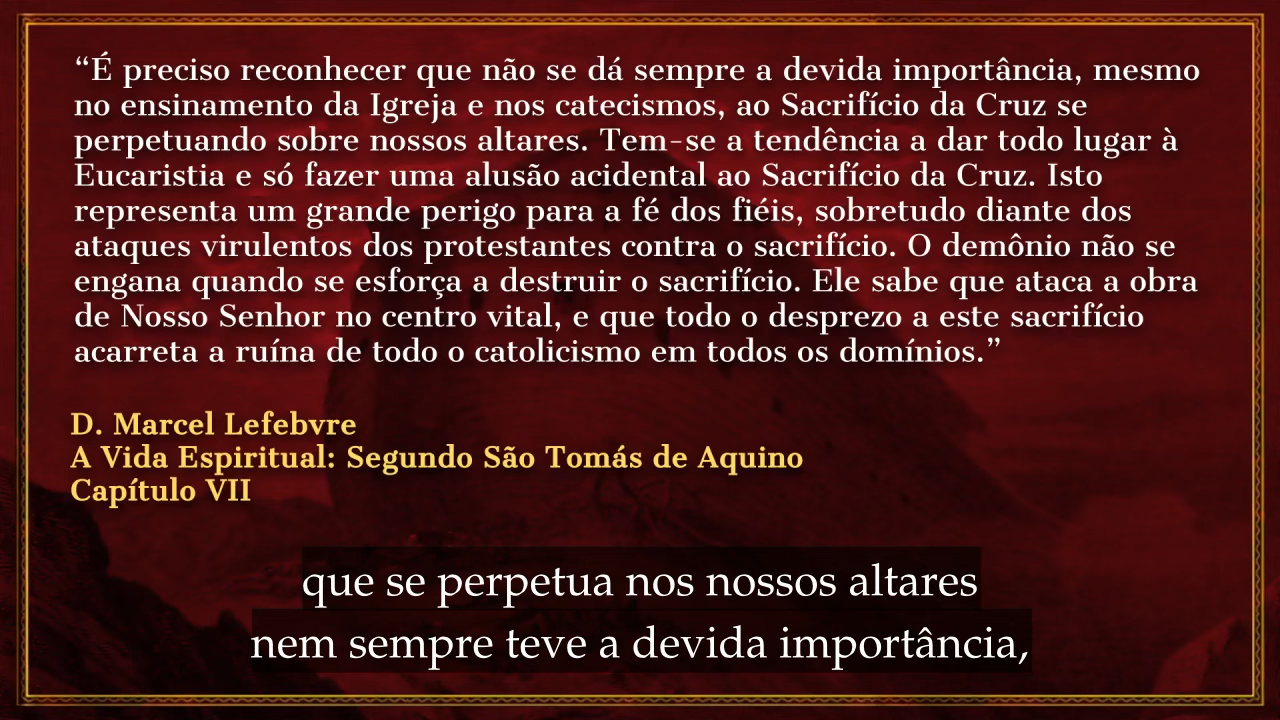 “É preciso reconhecer que não se dá sempre a devida importância, mesmo
no ensinamento da Igreja e nos catecismos, ao Sacrifício da Cruz se
perpetuando sobre nossos altares. Tem-se a tendência a dar todo lugar à
Eucaristia e só fazer uma alusão acidental ao Sacrifício da Cruz. Isto
representa um grande perigo para a fé dos fiéis, sobretudo diante dos
ataques virulentos dos protestantes contra o sacrifício. O demônio não se
engana quando se esforça a destruir o sacrifício. Ele sabe que ataca a obra
de Nosso Senhor no centro vital, e que todo o desprezo a este sacrifício
acarreta a ruína de todo o catolicismo em todos os domínios.”
D. Marcel Lefebvre
A Vida Espiritual: Segundo São Tomás de Aquino
Capítulo VII
que se perpetua nos nossos altares
nem sempre teve a devida importância,